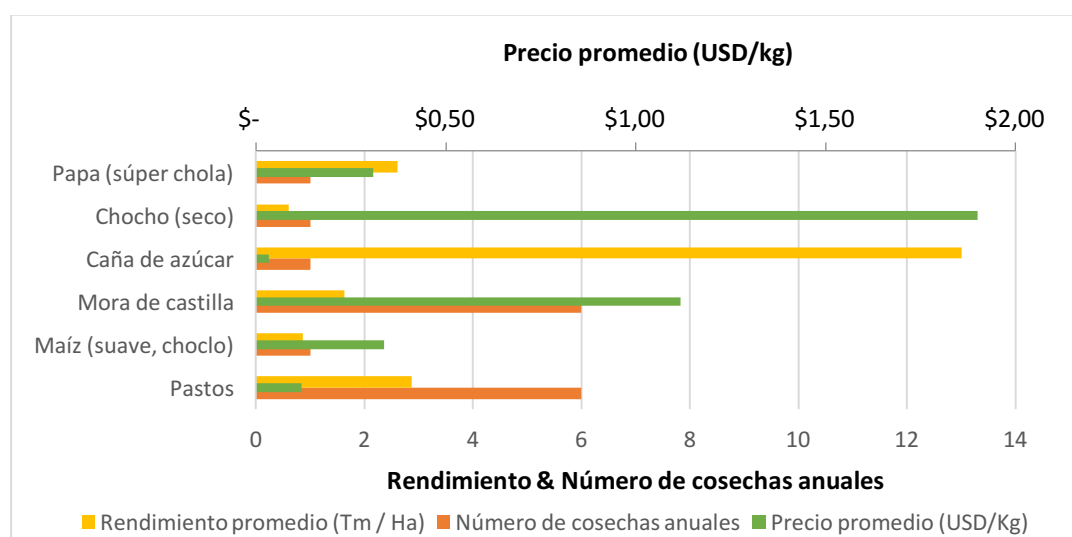 Precio promedio (USD/kg)
$- $0,50 $1,00 $1,50 $2,00
Papa (súper chola)
Chocho (seco)
Caña de azúcar
Mora de castilla
Maíz (suave, choclo)
Pastos
0 2 4 6 8 10 12 14
Rendimiento & Número de cosechas anuales
Rendimiento promedio (Tm / Ha) Número de cosechas anuales Precio promedio (USD/Kg)